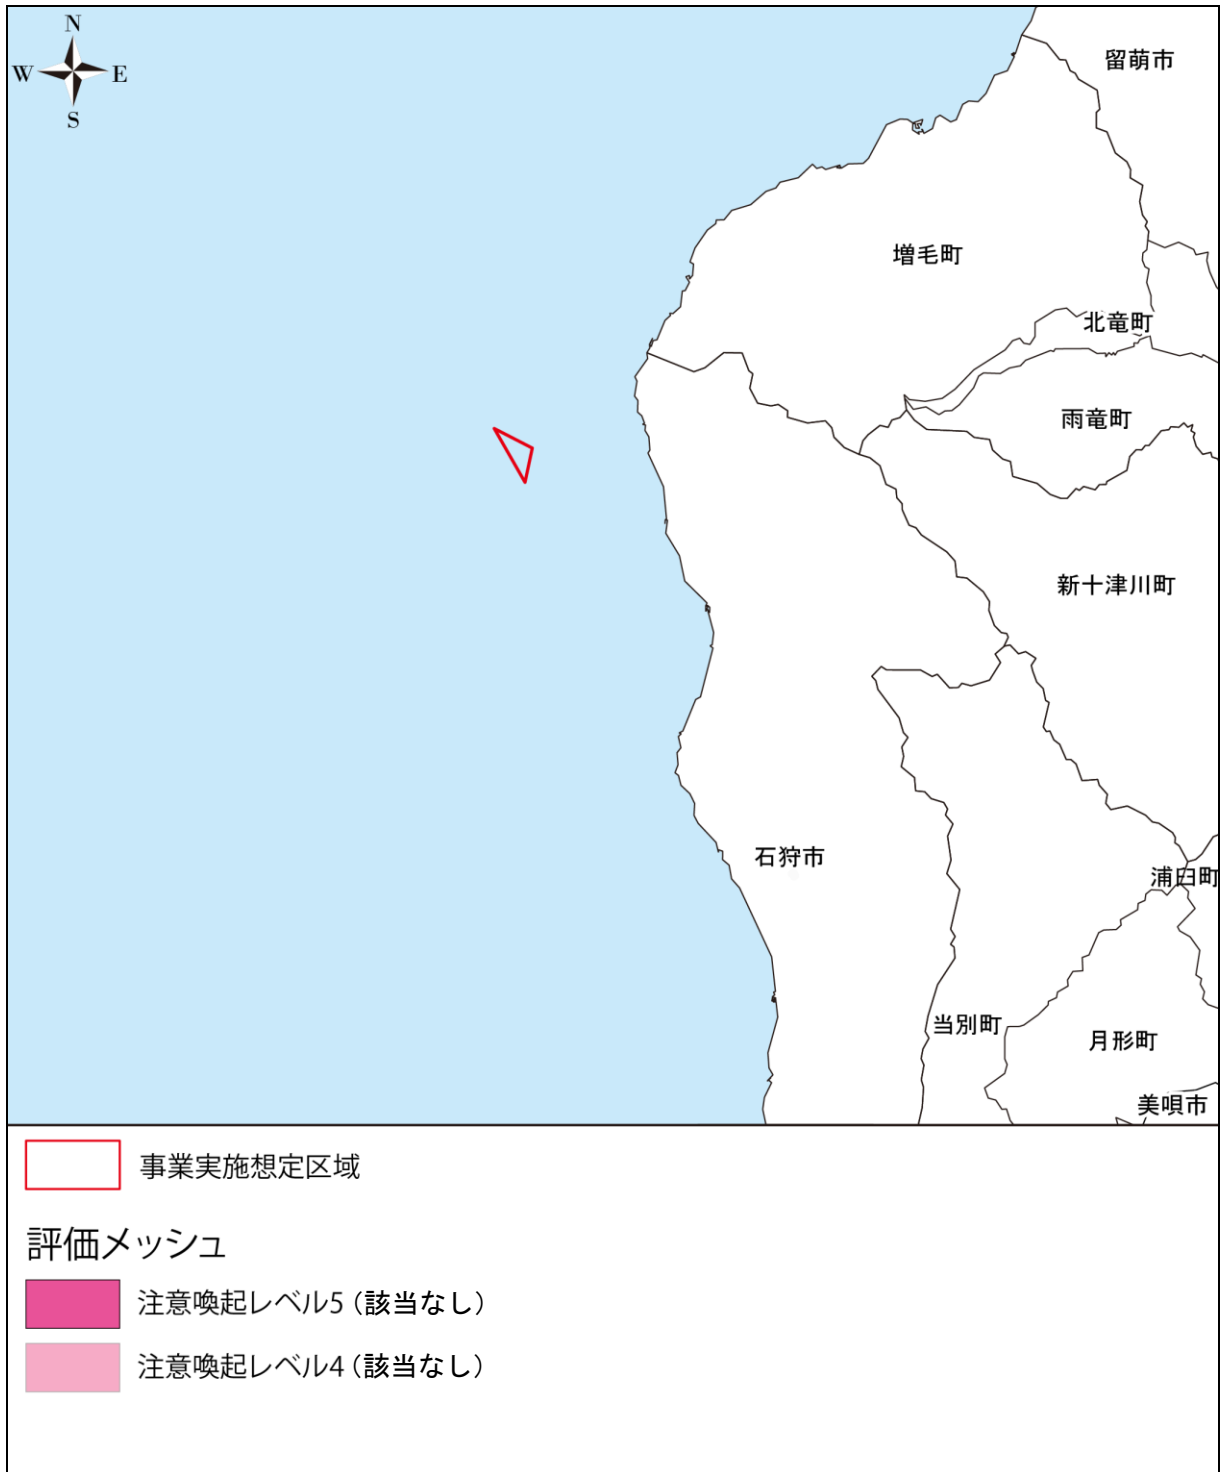 N
W E
S
留萌市
増毛町
北竜町
雨竜町
新十津川町
石狩市
浦臼町
当別町
月形町
美唄市
事業実施想定区域
評価メッシュ
注意喚起レベル5（該当なし）
注意喚起レベル4（該当なし）